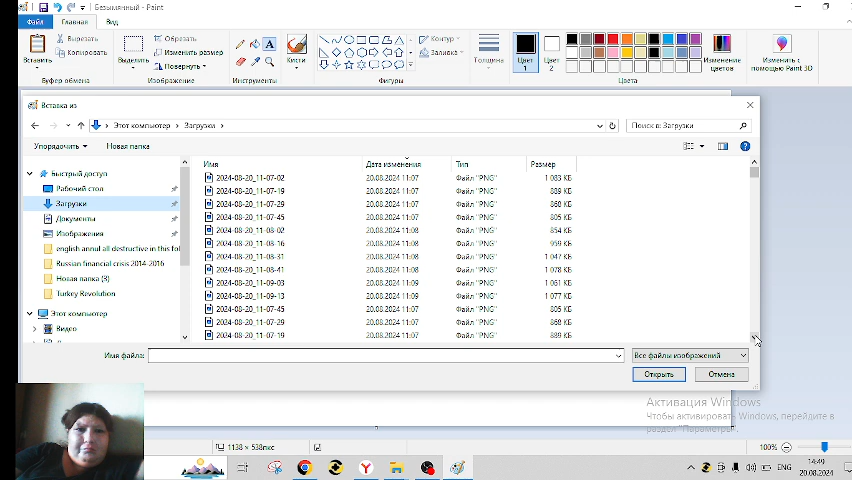 Безымянный - Paint
Файл Главная Вид
Вставить
Вырезать
Копировать
Буфер обмена
Выделить
Обрезать
Изменить размер
Повернуть
Изображение
Инструменты
Кисти
Контур
Заливка
Фигуры
Толщина
Цвет 1
Цвет 2
Цвета
Изменение цветов
Изменить с помощью Paint 3D
Вставка из
Этот компьютер › Загрузки ›
Поиск в: Загрузки
Упорядочить
Новая папка
Быстрый доступ
Рабочий стол
Загрузки
Документы
Изображения
english annul all destructive in this fol
Russian financial crisis 2014-2016
Новая папка (3)
Turkey Revolution
Этот компьютер
Видео
Имя Дата изменения Тип Размер
2024-08-20_11-07-02 20.08.2024 11:07 Файл "PNG" 1 083 КБ
2024-08-20_11-07-19 20.08.2024 11:07 Файл "PNG" 889 КБ
2024-08-20_11-07-29 20.08.2024 11:07 Файл "PNG" 868 КБ
2024-08-20_11-07-45 20.08.2024 11:07 Файл "PNG" 805 КБ
2024-08-20_11-08-02 20.08.2024 11:08 Файл "PNG" 854 КБ
2024-08-20_11-08-16 20.08.2024 11:08 Файл "PNG" 959 КБ
2024-08-20_11-08-31 20.08.2024 11:08 Файл "PNG" 1 047 КБ
2024-08-20_11-08-41 20.08.2024 11:08 Файл "PNG" 1 078 КБ
2024-08-20_11-09-03 20.08.2024 11:09 Файл "PNG" 1 061 КБ
2024-08-20_11-09-13 20.08.2024 11:09 Файл "PNG" 1 077 КБ
2024-08-20_11-07-45 20.08.2024 11:07 Файл "PNG" 805 КБ
2024-08-20_11-07-29 20.08.2024 11:07 Файл "PNG" 868 КБ
2024-08-20_11-07-19 20.08.2024 11:07 Файл "PNG" 889 КБ
Имя файла:
Все файлы изображений
Открыть
Отмена
Активация Windows
Чтобы активировать Windows, перейдите в
раздел "Параметры".
1138 × 538пкс
100%
ENG
14:49
20.08.2024